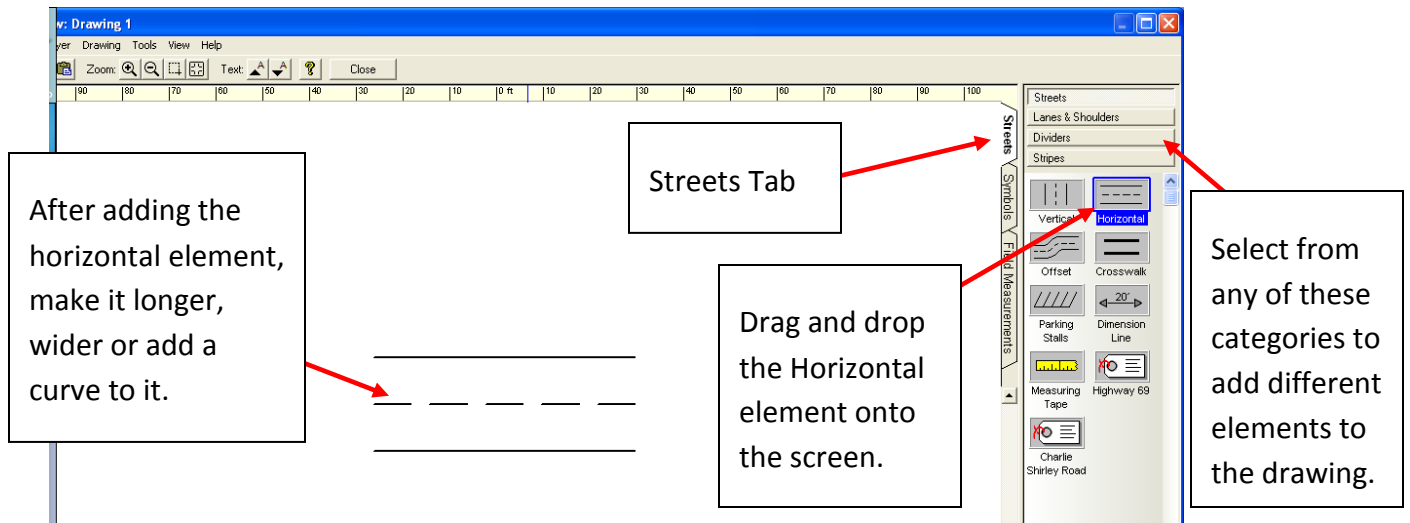 w: Drawing 1
yer Drawing Tools View Help
Zoom: Text: A A ? Close
90 80 70 60 50 40 30 20 10 0 ft 10 20 30 40 50 60 70 80 90 100
Streets
Symbols
Field Measurements
Streets
Lanes & Shoulders
Dividers
Stripes
Vertical Horizontal
Offset Crosswalk
20'
Parking
Stalls
Dimension
Line
Measuring
Tape
Highway 69
Charlie
Shirley Road
After adding the
horizontal element,
make it longer,
wider or add a
curve to it.
Streets Tab
Drag and drop
the Horizontal
element onto
the screen.
Select from
any of these
categories to
add different
elements to
the drawing.